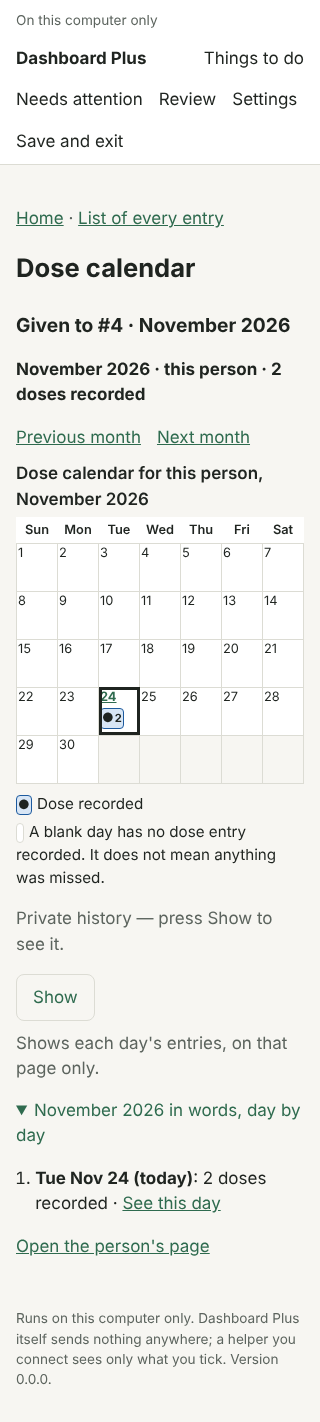 On this computer only
Dashboard Plus
Things to do
Needs attention Review Settings
Save and exit
Home · List of every entry
Dose calendar
Given to #4 · November 2026
November 2026 · this person · 2
doses recorded
Previous month Next month
Dose calendar for this person,
November 2026
Sun Mon Tue Wed Thu Fri Sat
1 2 3 4 5 6 7
8 9 10 11 12 13 14
15 16 17 18 19 20 21
22 23 24 25 26 27 28
2
29 30
Dose recorded
A blank day has no dose entry
recorded. It does not mean anything
was missed.
Private history — press Show to
see it.
Show
Shows each day's entries, on that
page only.
▼ November 2026 in words, day by
day
1. Tue Nov 24 (today): 2 doses
recorded · See this day
Open the person's page
Runs on this computer only. Dashboard Plus
itself sends nothing anywhere; a helper you
connect sees only what you tick. Version
0.0.0.